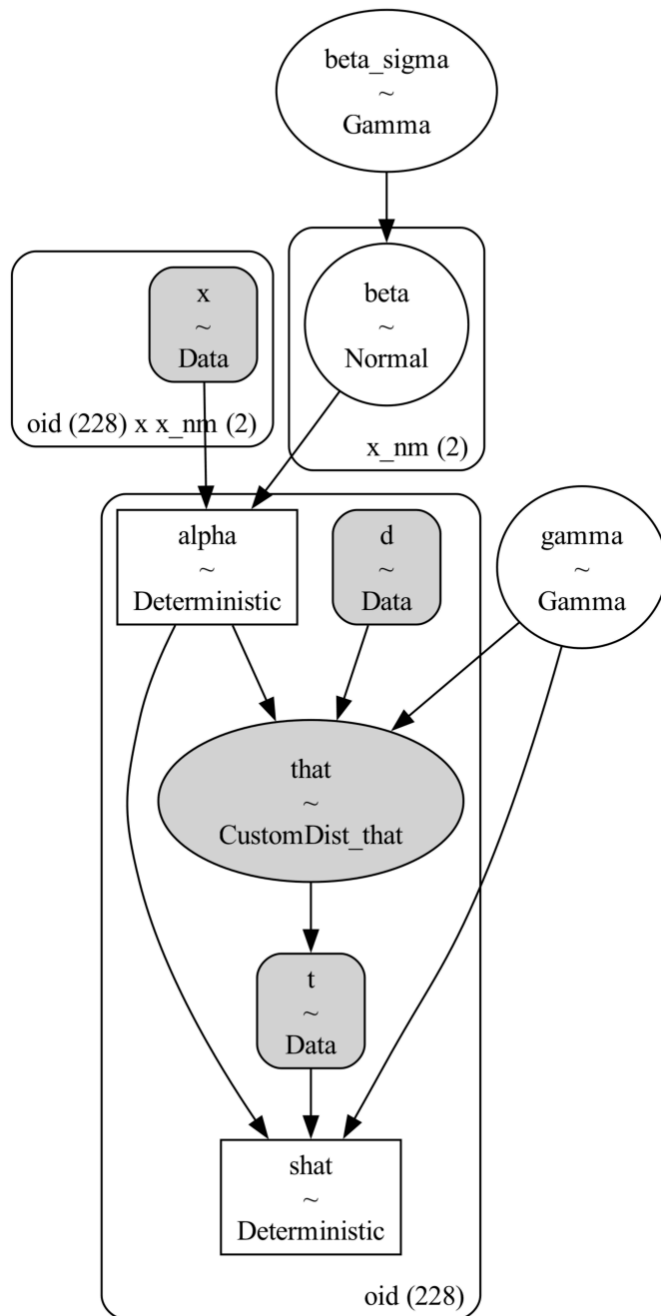 beta_sigma
~
Gamma
x
~
Data
oid (228) x x_nm (2)
beta
~
Normal
x_nm (2)
alpha
~
Deterministic
d
~
Data
gamma
~
Gamma
that
~
CustomDist_that
t
~
Data
shat
~
Deterministic
oid (228)